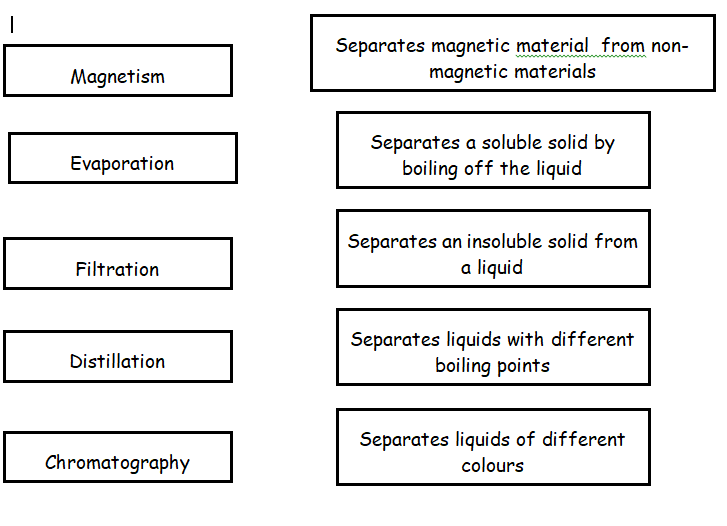 Magnetism
Separates magnetic material from non-
magnetic materials
Evaporation
Separates a soluble solid by
boiling off the liquid
Filtration
Separates an insoluble solid from
a liquid
Distillation
Separates liquids with different
boiling points
Chromatography
Separates liquids of different
colours